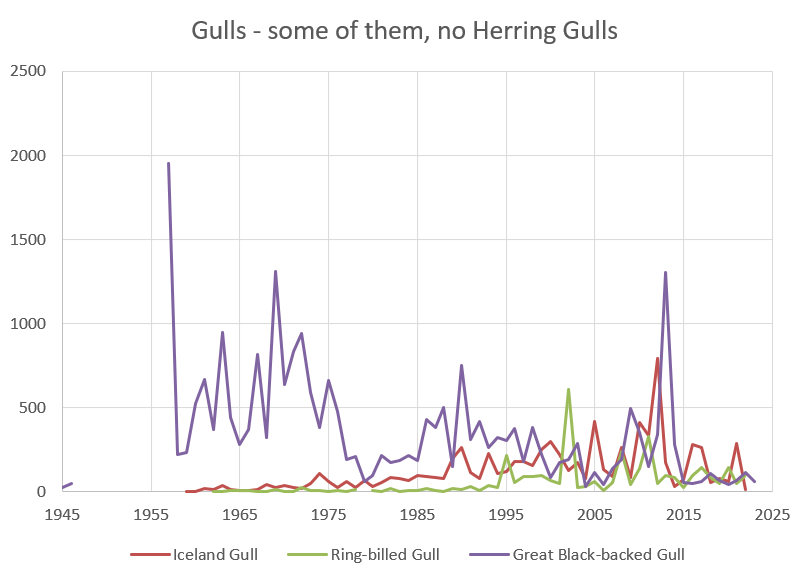 Gulls - some of them, no Herring Gulls
2500
2000
1500
1000
500
0
1945 1955 1965 1975 1985 1995 2005 2015 2025
Iceland Gull Ring-billed Gull Great Black-backed Gull